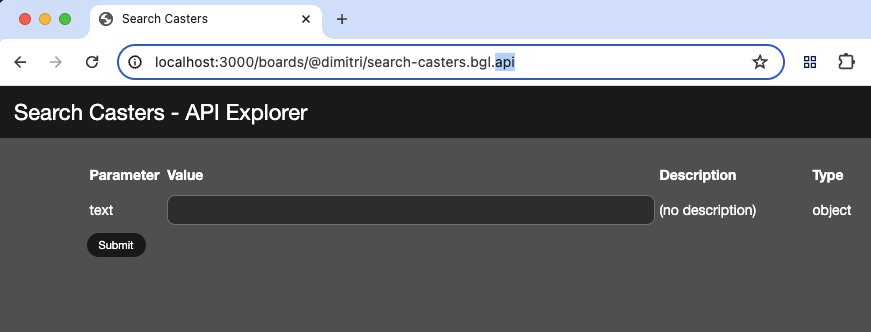 Search Casters
localhost:3000/boards/@dimitri/search-casters.bgl.api
Search Casters - API Explorer
Parameter Value Description Type
text (no description) object
Submit